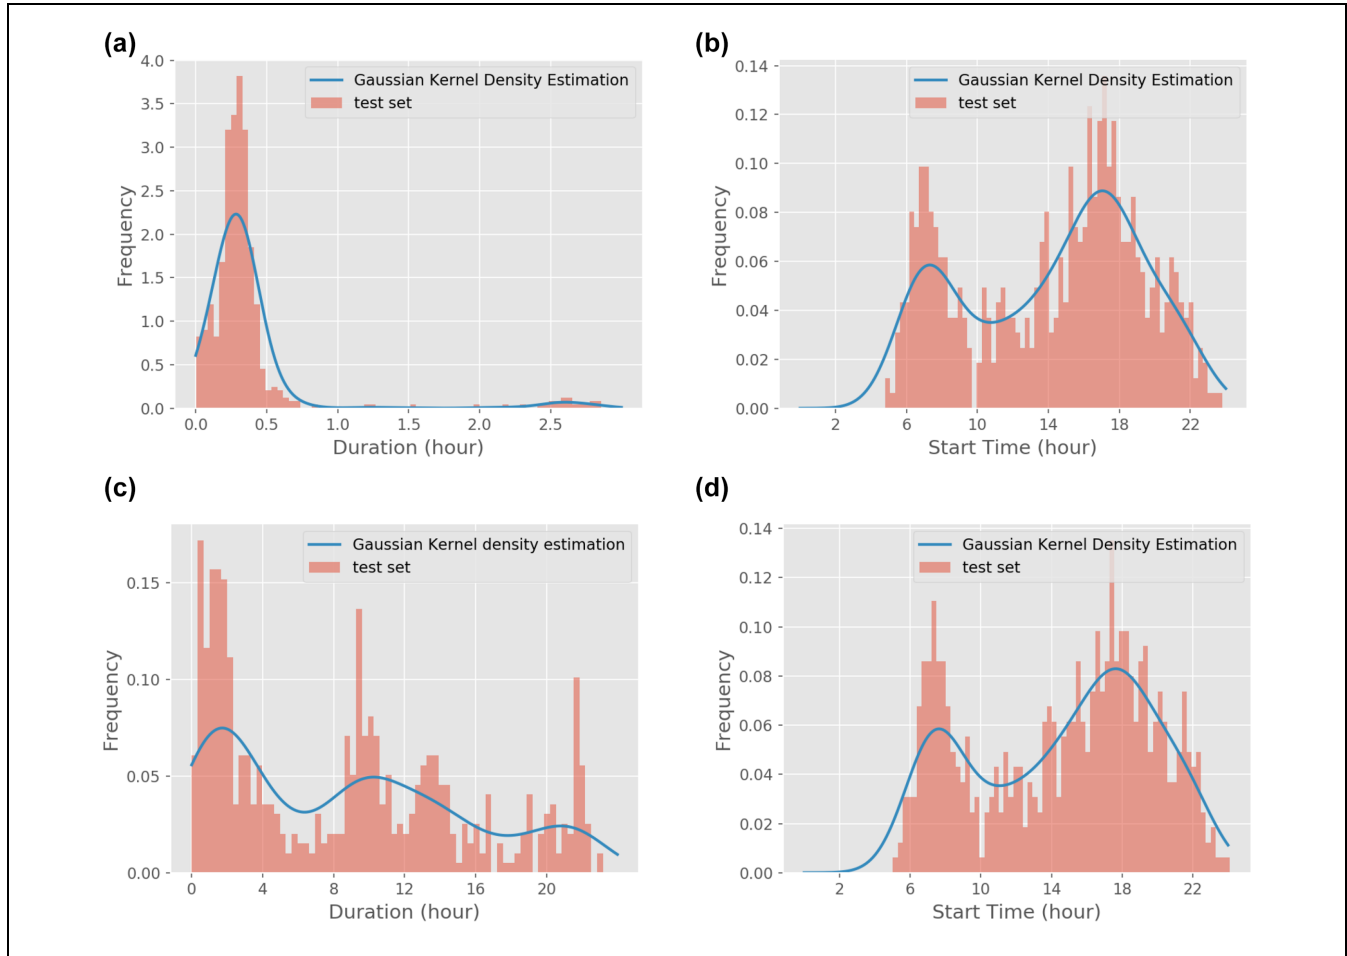 (a)
4.0
3.5
3.0
2.5
2.0
1.5
1.0
0.5
0.0
Frequency
Gaussian Kernel Density Estimation
test set
0.0 0.5 1.0 1.5 2.0 2.5
Duration (hour)
(b)
0.14
0.12
0.10
0.08
0.06
0.04
0.02
0.00
Frequency
Gaussian Kernel Density Estimation
test set
2 6 10 14 18 22
Start Time (hour)
(c)
0.15
0.10
0.05
0.00
Frequency
Gaussian Kernel density estimation
test set
0 4 8 12 16 20
Duration (hour)
(d)
0.14
0.12
0.10
0.08
0.06
0.04
0.02
0.00
Frequency
Gaussian Kernel Density Estimation
test set
2 6 10 14 18 22
Start Time (hour)